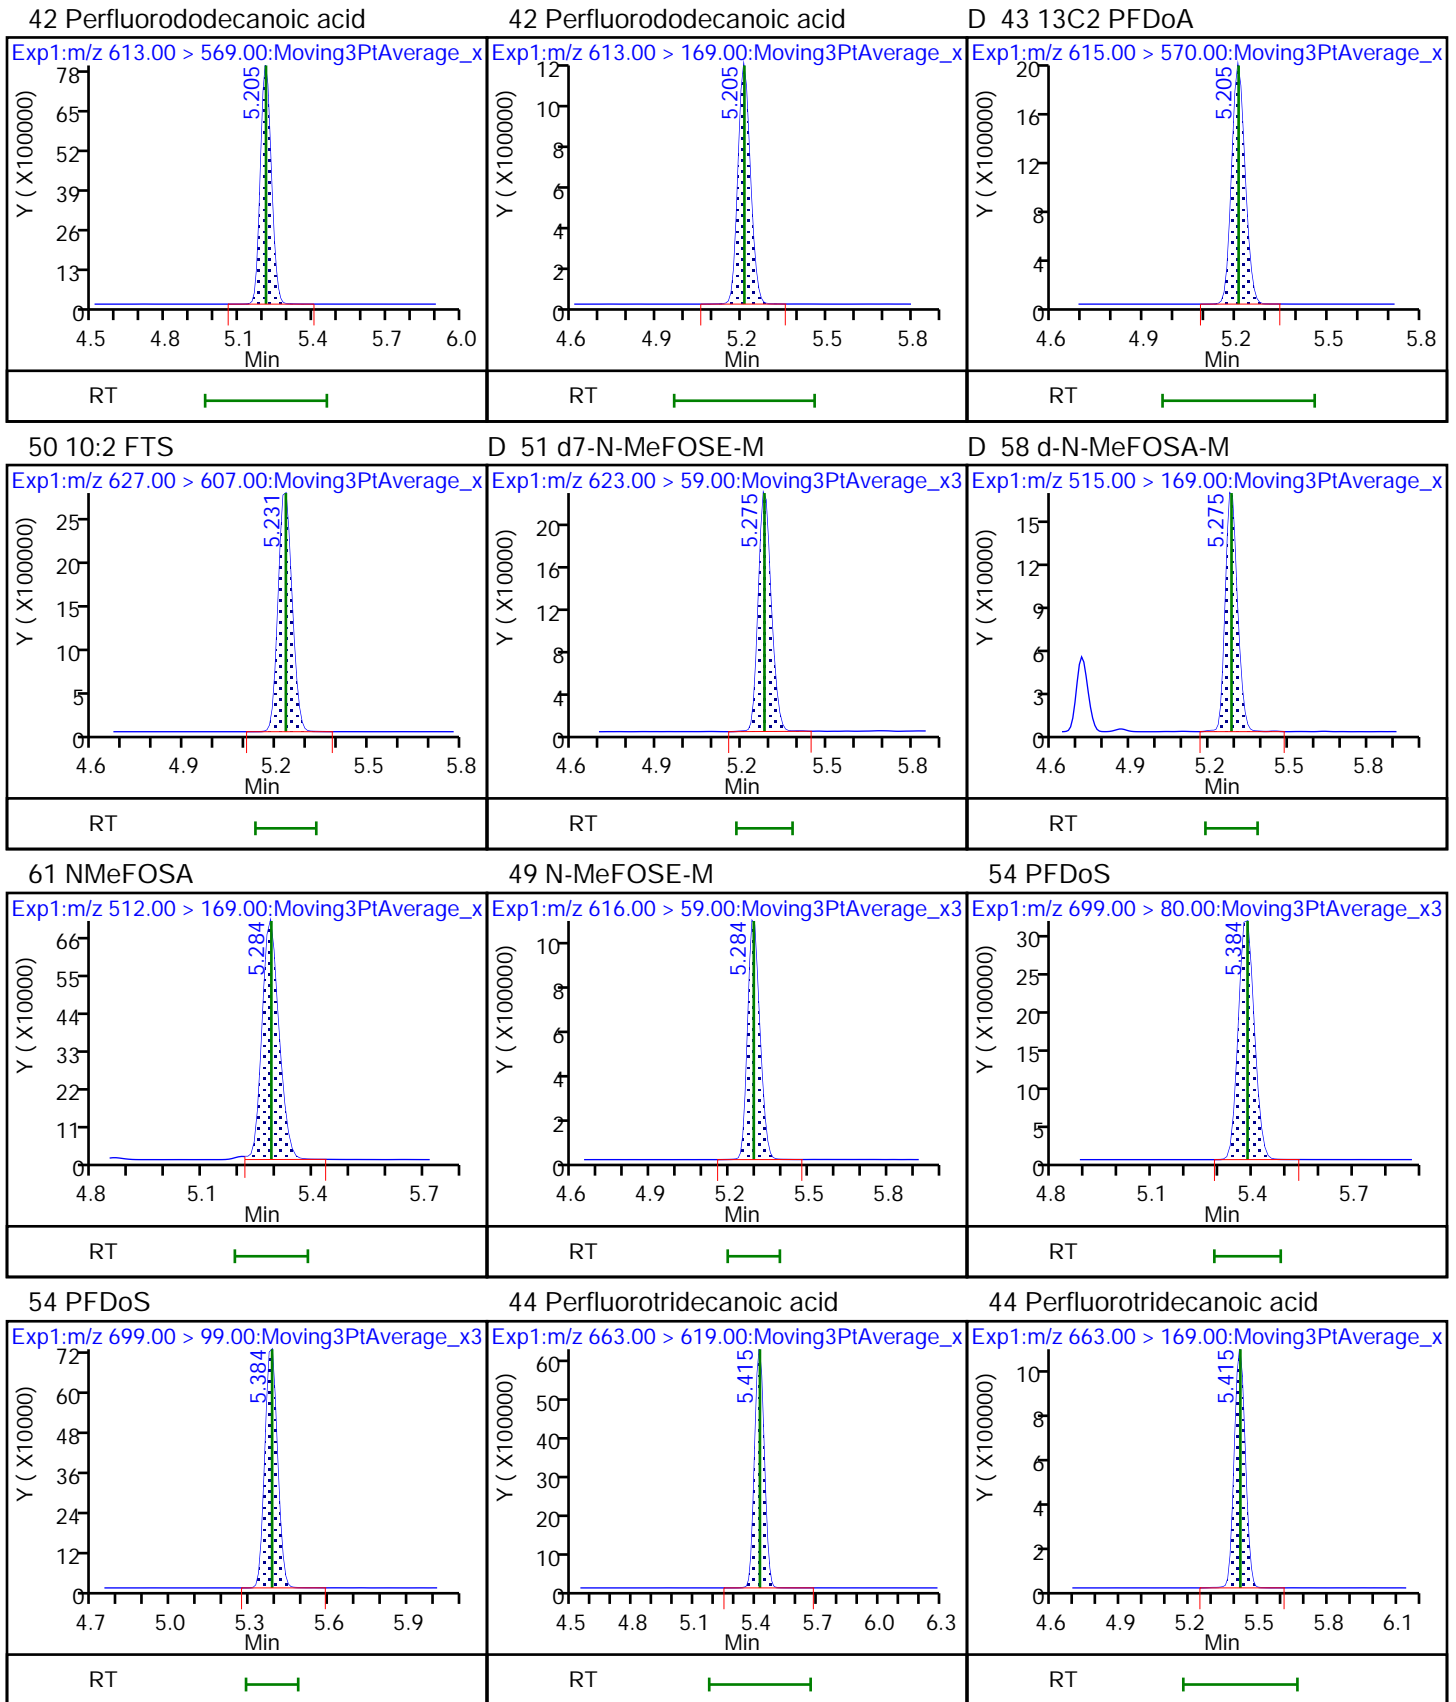 42 Perfluorododecanoic acid
Exp1:m/z 613.00 > 569.00:Moving3PtAverage_x
Y ( X100000)
78
65
52
39
26
13
0
5.205
4.5 4.8 5.1 5.4 5.7 6.0
Min
RT
42 Perfluorododecanoic acid
Exp1:m/z 613.00 > 169.00:Moving3PtAverage_x
Y ( X100000)
12
10
8
6
4
2
0
5.205
4.6 4.9 5.2 5.5 5.8
Min
RT
D 43 13C2 PFDoA
Exp1:m/z 615.00 > 570.00:Moving3PtAverage_x
Y ( X100000)
20
16
12
8
4
0
5.205
4.6 4.9 5.2 5.5 5.8
Min
RT
50 10:2 FTS
Exp1:m/z 627.00 > 607.00:Moving3PtAverage_x
Y ( X100000)
25
20
15
10
5
0
5.231
4.6 4.9 5.2 5.5 5.8
Min
RT
D 51 d7-N-MeFOSE-M
Exp1:m/z 623.00 > 59.00:Moving3PtAverage_x3
Y ( X10000)
20
16
12
8
4
0
5.275
4.6 4.9 5.2 5.5 5.8
Min
RT
D 58 d-N-MeFOSA-M
Exp1:m/z 515.00 > 169.00:Moving3PtAverage_x
Y ( X10000)
15
12
9
6
3
0
5.275
4.6 4.9 5.2 5.5 5.8
Min
RT
61 NMeFOSA
Exp1:m/z 512.00 > 169.00:Moving3PtAverage_x
Y ( X10000)
66
55
44
33
22
11
0
5.284
4.8 5.1 5.4 5.7
Min
RT
49 N-MeFOSE-M
Exp1:m/z 616.00 > 59.00:Moving3PtAverage_x3
Y ( X100000)
10
8
6
4
2
0
5.284
4.6 4.9 5.2 5.5 5.8
Min
RT
54 PFDoS
Exp1:m/z 699.00 > 80.00:Moving3PtAverage_x3
Y ( X100000)
30
25
20
15
10
5
0
5.384
4.8 5.1 5.4 5.7
Min
RT
54 PFDoS
Exp1:m/z 699.00 > 99.00:Moving3PtAverage_x3
Y ( X10000)
72
60
48
36
24
12
0
5.384
4.7 5.0 5.3 5.6 5.9
Min
RT
44 Perfluorotridecanoic acid
Exp1:m/z 663.00 > 619.00:Moving3PtAverage_x
Y ( X100000)
60
50
40
30
20
10
0
5.415
4.5 4.8 5.1 5.4 5.7 6.0 6.3
Min
RT
44 Perfluorotridecanoic acid
Exp1:m/z 663.00 > 169.00:Moving3PtAverage_x
Y ( X100000)
10
8
6
4
2
0
5.415
4.6 4.9 5.2 5.5 5.8 6.1
Min
RT